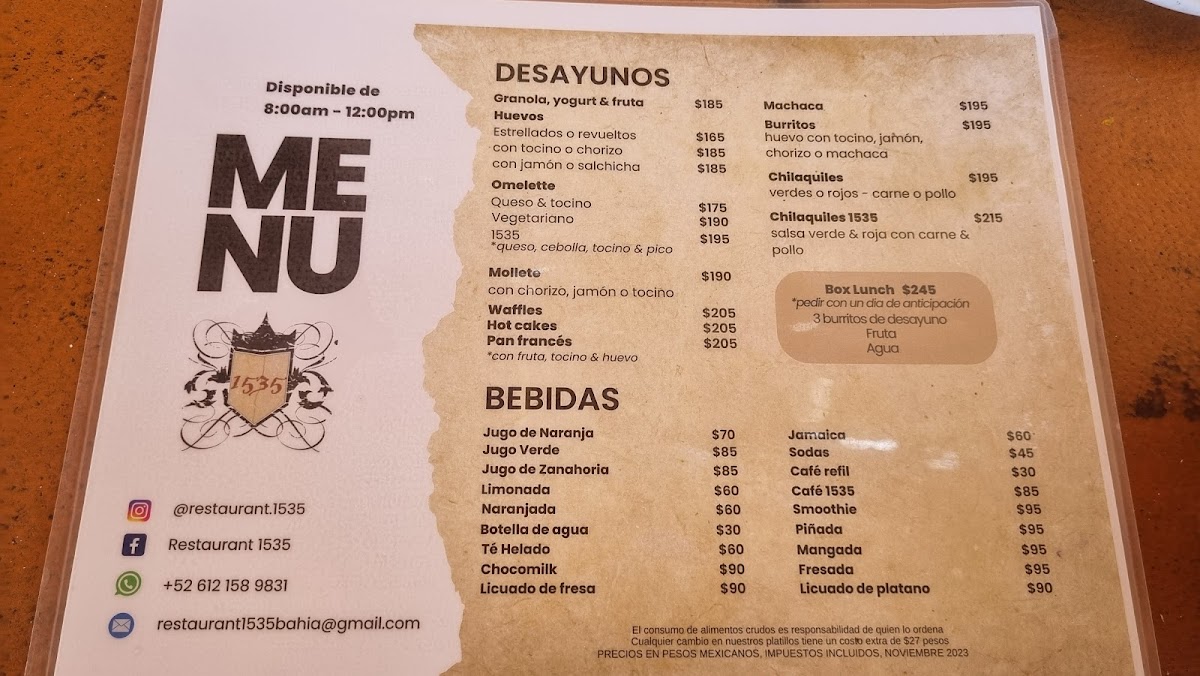 Disponible de
8:00am - 12:00pm
ME
NU
1535
@restaurant.1535
Restaurant 1535
+52 612 158 9831
restaurant1535bahia@gmail.com
DESAYUNOS
Granola, yogurt & fruta $185
Huevos
Estrellados o revueltos $165
con tocino o chorizo $185
con jamón o salchicha $185
Omelette
Queso & tocino $175
Vegetariano $190
1535 $195
*queso, cebolla, tocino & pico
Mollete $190
con chorizo, jamón o tocino
Waffles $205
Hot cakes $205
Pan francés $205
*con fruta, tocino & huevo
Machaca $195
Burritos $195
huevo con tocino, jamón,
chorizo o machaca
Chilaquiles $195
verdes o rojos - carne o pollo
Chilaquiles 1535 $215
salsa verde & roja con carne &
pollo
Box Lunch $245
*pedir con un dia de anticipación
3 burritos de desayuno
Fruta
Agua
BEBIDAS
Jugo de Naranja $70
Jugo Verde $85
Jugo de Zanahoria $85
Limonada $60
Naranjada $60
Botella de agua $30
Té Helado $60
Chocomilk $90
Licuado de fresa $90
Jamaica $60
Sodas $45
Café refil $30
Café 1535 $85
Smoothie $95
Piñada $95
Mangada $95
Fresada $95
Licuado de platano $90
El consumo de alimentos crudos es responsabilidad de quien lo ordena
Cualquier cambio en nuestros platillos tiene un costo extra de $27 pesos
PRECIOS EN PESOS MEXICANOS, IMPUESTOS INCLUIDOS, NOVIEMBRE 2023